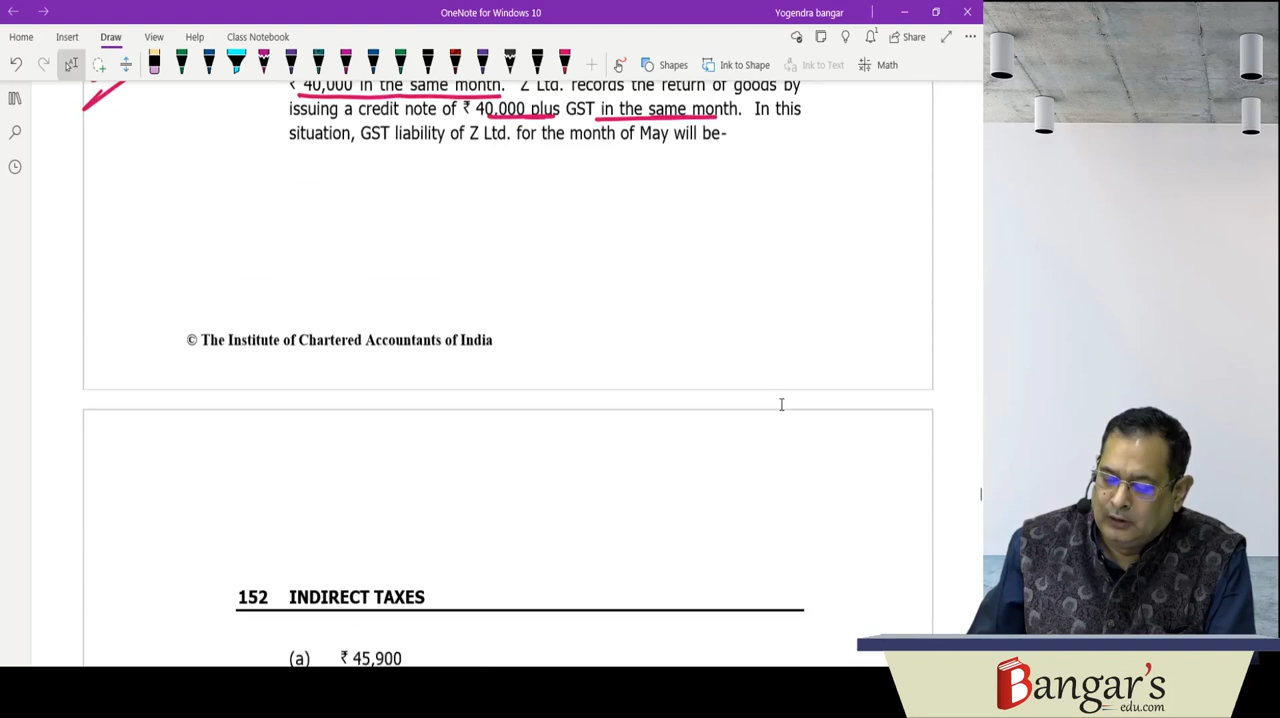 OneNote for Windows 10
Yogendra bangar
Home Insert Draw View Help Class Notebook
Share
Shapes Ink to Shape Ink to Text Math
₹ 40,000 in the same month. Z Ltd. records the return of goods by
issuing a credit note of ₹ 40,000 plus GST in the same month. In this
situation, GST liability of Z Ltd. for the month of May will be-
© The Institute of Chartered Accountants of India
152 INDIRECT TAXES
(a) ₹ 45,900
Bangar's
edu.com